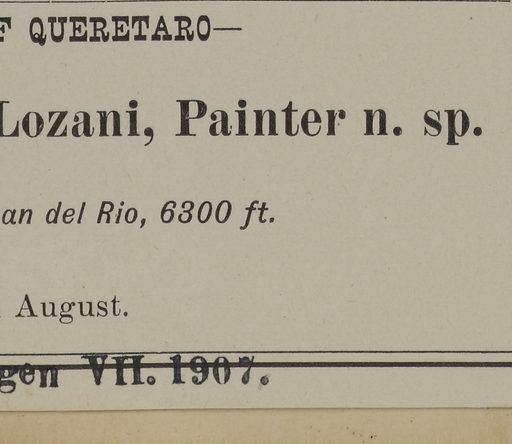 F QUERETARO—
Lozani, Painter n. sp.
an del Rio, 6300 ft.
August.
gen VII. 1907.